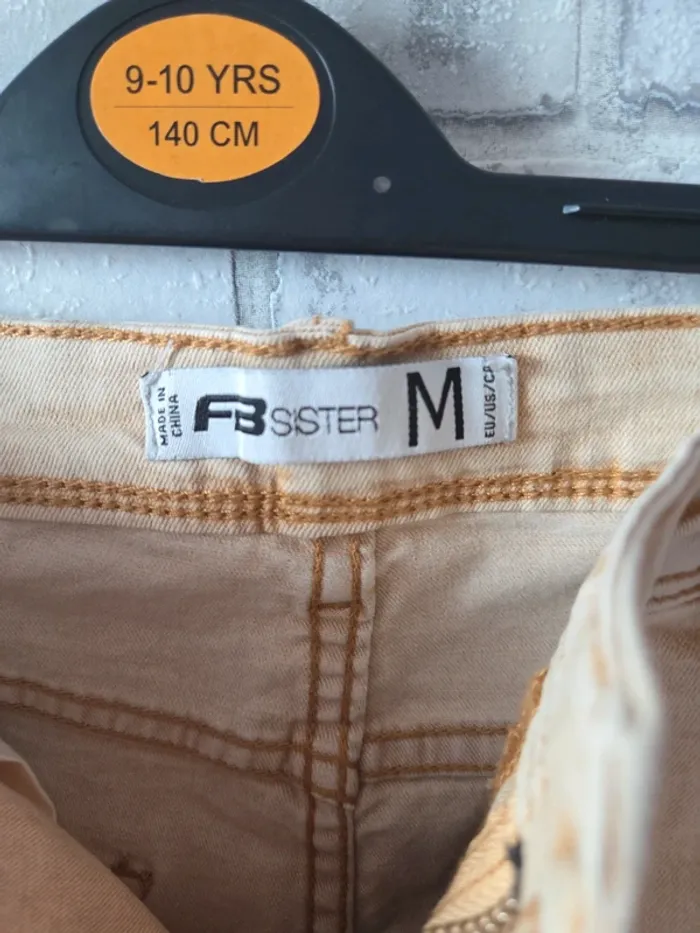 9-10 YRS
140 CM
MADE IN
CHINA
FB SISTER
M
EU/US/CA